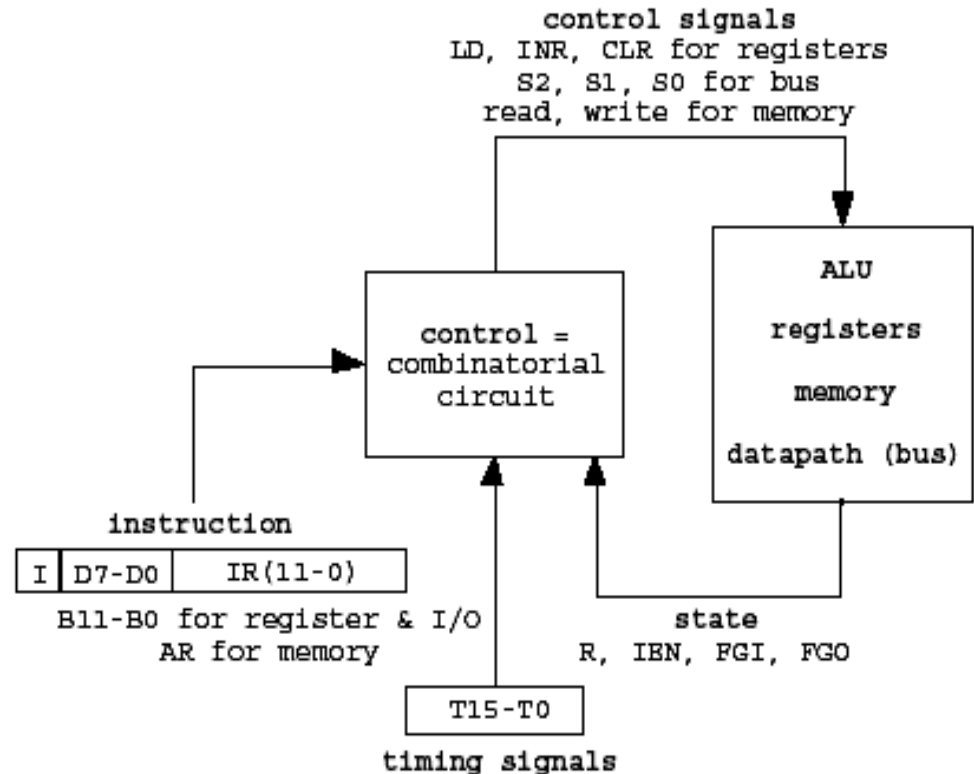 control signals
LD, INR, CLR for registers
S2, S1, S0 for bus
read, write for memory
ALU
registers
memory
datapath (bus)
control =
combinatorial
circuit
instruction
I D7-D0 IR(11-0)
B11-B0 for register & I/O
AR for memory
state
R, IEN, FGI, FGO
T15-T0
timing signals